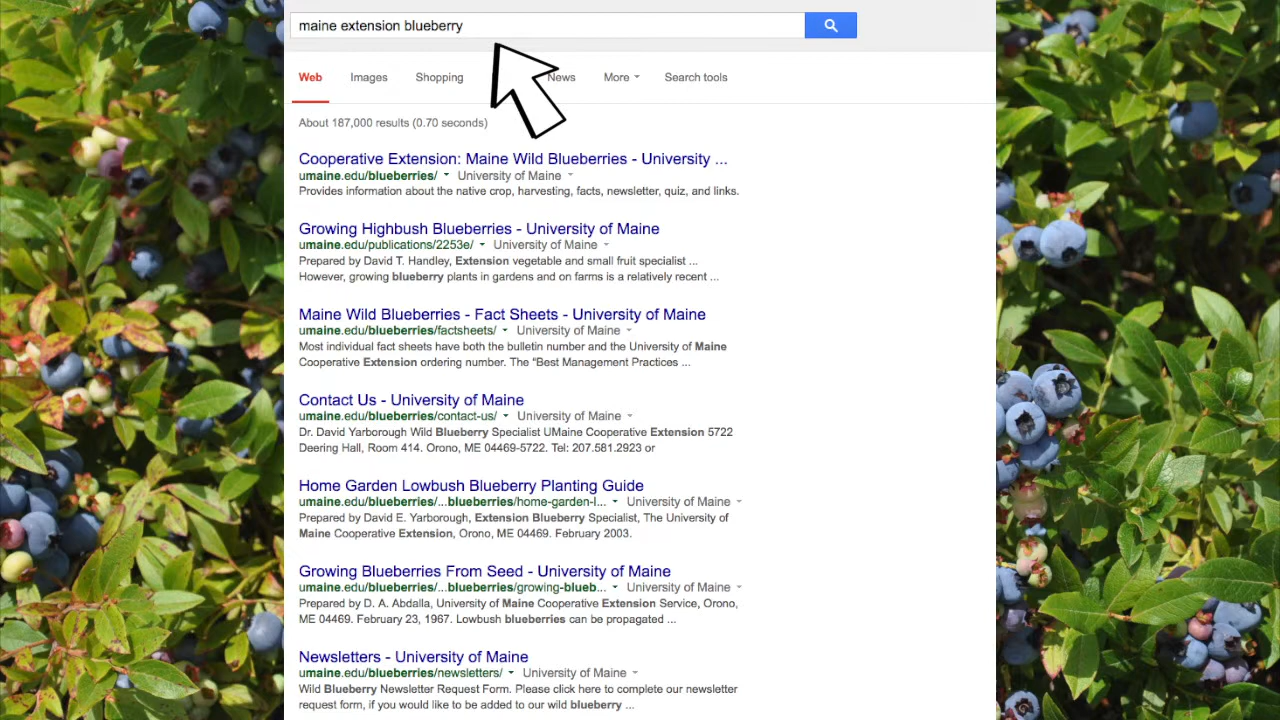 maine extension blueberry
Web Images Shopping News More Search tools
About 187,000 results (0.70 seconds)
Cooperative Extension: Maine Wild Blueberries - University ...
umaine.edu/blueberries/ University of Maine
Provides information about the native crop, harvesting, facts, newsletter, quiz, and links.
Growing Highbush Blueberries - University of Maine
umaine.edu/publications/2253e/ University of Maine
Prepared by David T. Handley, Extension vegetable and small fruit specialist ...
However, growing blueberry plants in gardens and on farms is a relatively recent ...
Maine Wild Blueberries - Fact Sheets - University of Maine
umaine.edu/blueberries/factsheets/ University of Maine
Most individual fact sheets have both the bulletin number and the University of Maine
Cooperative Extension ordering number. The "Best Management Practices ...
Contact Us - University of Maine
umaine.edu/blueberries/contact-us/ University of Maine
Dr. David Yarborough Wild Blueberry Specialist UMaine Cooperative Extension 5722
Deering Hall, Room 414. Orono, ME 04469-5722. Tel: 207.581.2923 or
Home Garden Lowbush Blueberry Planting Guide
umaine.edu/blueberries/...blueberries/home-garden-l... University of Maine
Prepared by David E. Yarborough, Extension Blueberry Specialist, The University of
Maine Cooperative Extension, Orono, ME 04469. February 2003.
Growing Blueberries From Seed - University of Maine
umaine.edu/blueberries/...blueberries/growing-blueb... University of Maine
Prepared by D. A. Abdalla, University of Maine Cooperative Extension Service, Orono,
ME 04469. February 23, 1967. Lowbush blueberries can be propagated ...
Newsletters - University of Maine
umaine.edu/blueberries/newsletters/ University of Maine
Wild Blueberry Newsletter Request Form. Please click here to complete our newsletter
request form, if you would like to be added to our wild blueberry ...